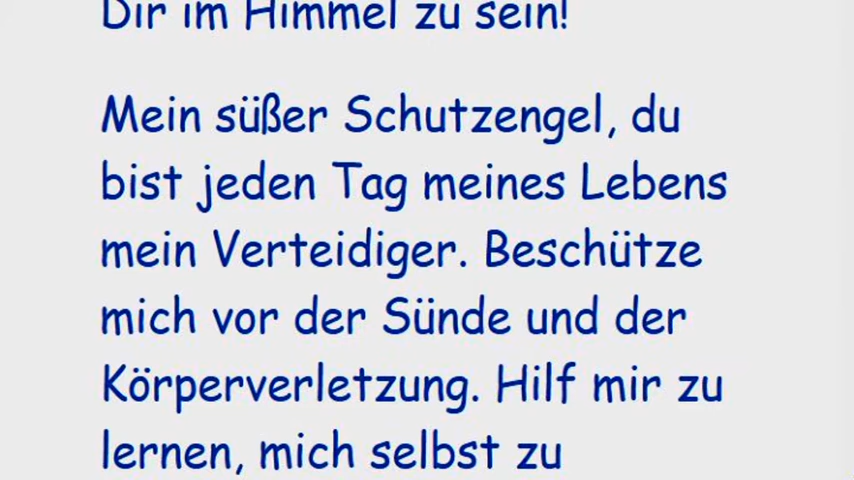 Dir im Himmel zu sein!
Mein süßer Schutzengel, du
bist jeden Tag meines Lebens
mein Verteidiger. Beschütze
mich vor der Sünde und der
Körperverletzung. Hilf mir zu
lernen, mich selbst zu